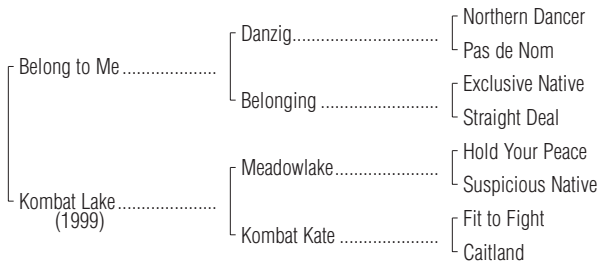 Northern Dancer
Danzig..................................
Pas de Nom
Belong to Me .....................
Exclusive Native
Belonging ...........................
Straight Deal
Hold Your Peace
Meadowlake........................
Suspicious Native
Kombat Lake......................
(1999)
Fit to Fight
Kombat Kate ......................
Caitland